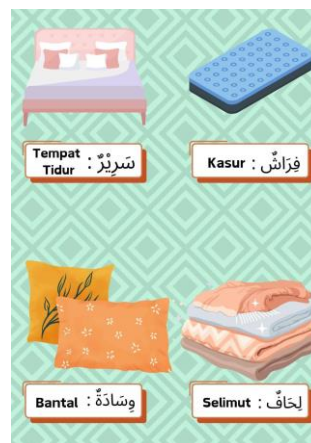 Tempat Tidur : سَرِيْرٌ
Kasur : فِرَاشٌ
Bantal : وِسَادَةٌ
Selimut : لِحَافٌ